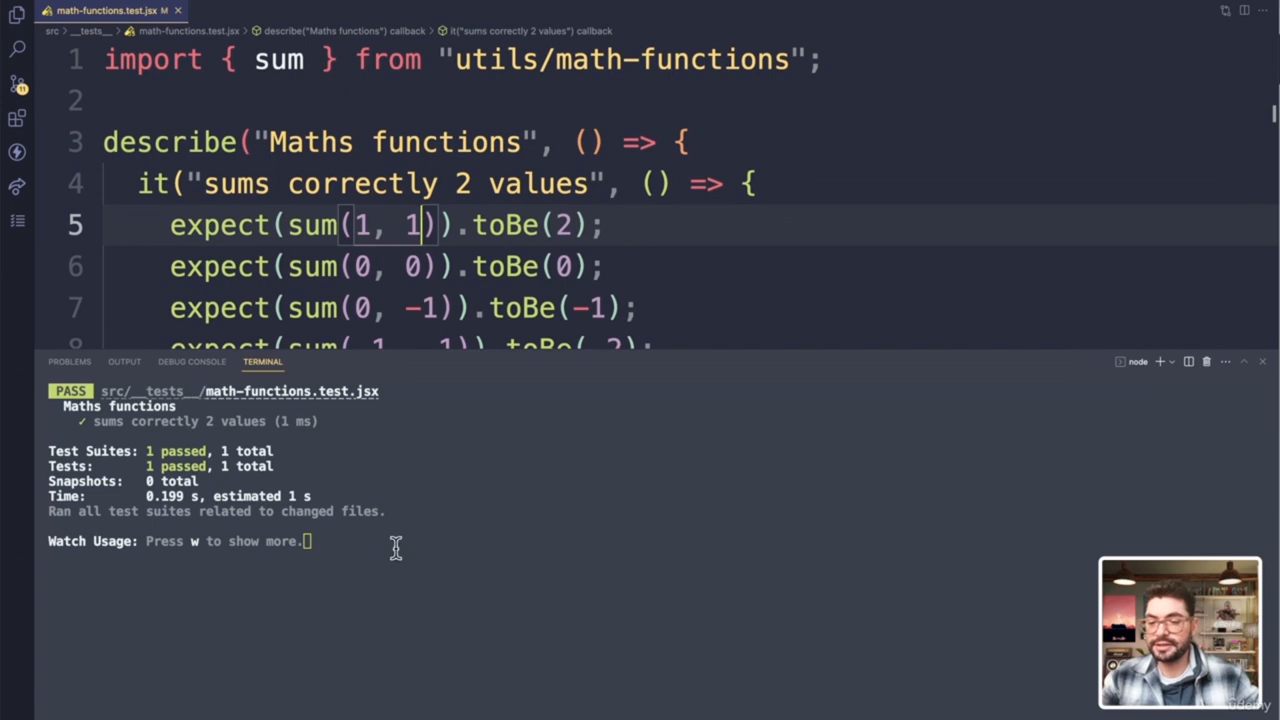 math-functions.test.jsx M
src > __tests__ > math-functions.test.jsx > describe("Maths functions") callback > it("sums correctly 2 values") callback
11
1 import { sum } from "utils/math-functions";
2
3 describe("Maths functions", () => {
4 it("sums correctly 2 values", () => {
5 expect(sum(1, 1)).toBe(2);
6 expect(sum(0, 0)).toBe(0);
7 expect(sum(0, -1)).toBe(-1);
PROBLEMS OUTPUT DEBUG CONSOLE TERMINAL node
PASS src/__tests__/math-functions.test.jsx
Maths functions
✓ sums correctly 2 values (1 ms)
Test Suites: 1 passed, 1 total
Tests: 1 passed, 1 total
Snapshots: 0 total
Time: 0.199 s, estimated 1 s
Ran all test suites related to changed files.
Watch Usage: Press w to show more.
ûdemy